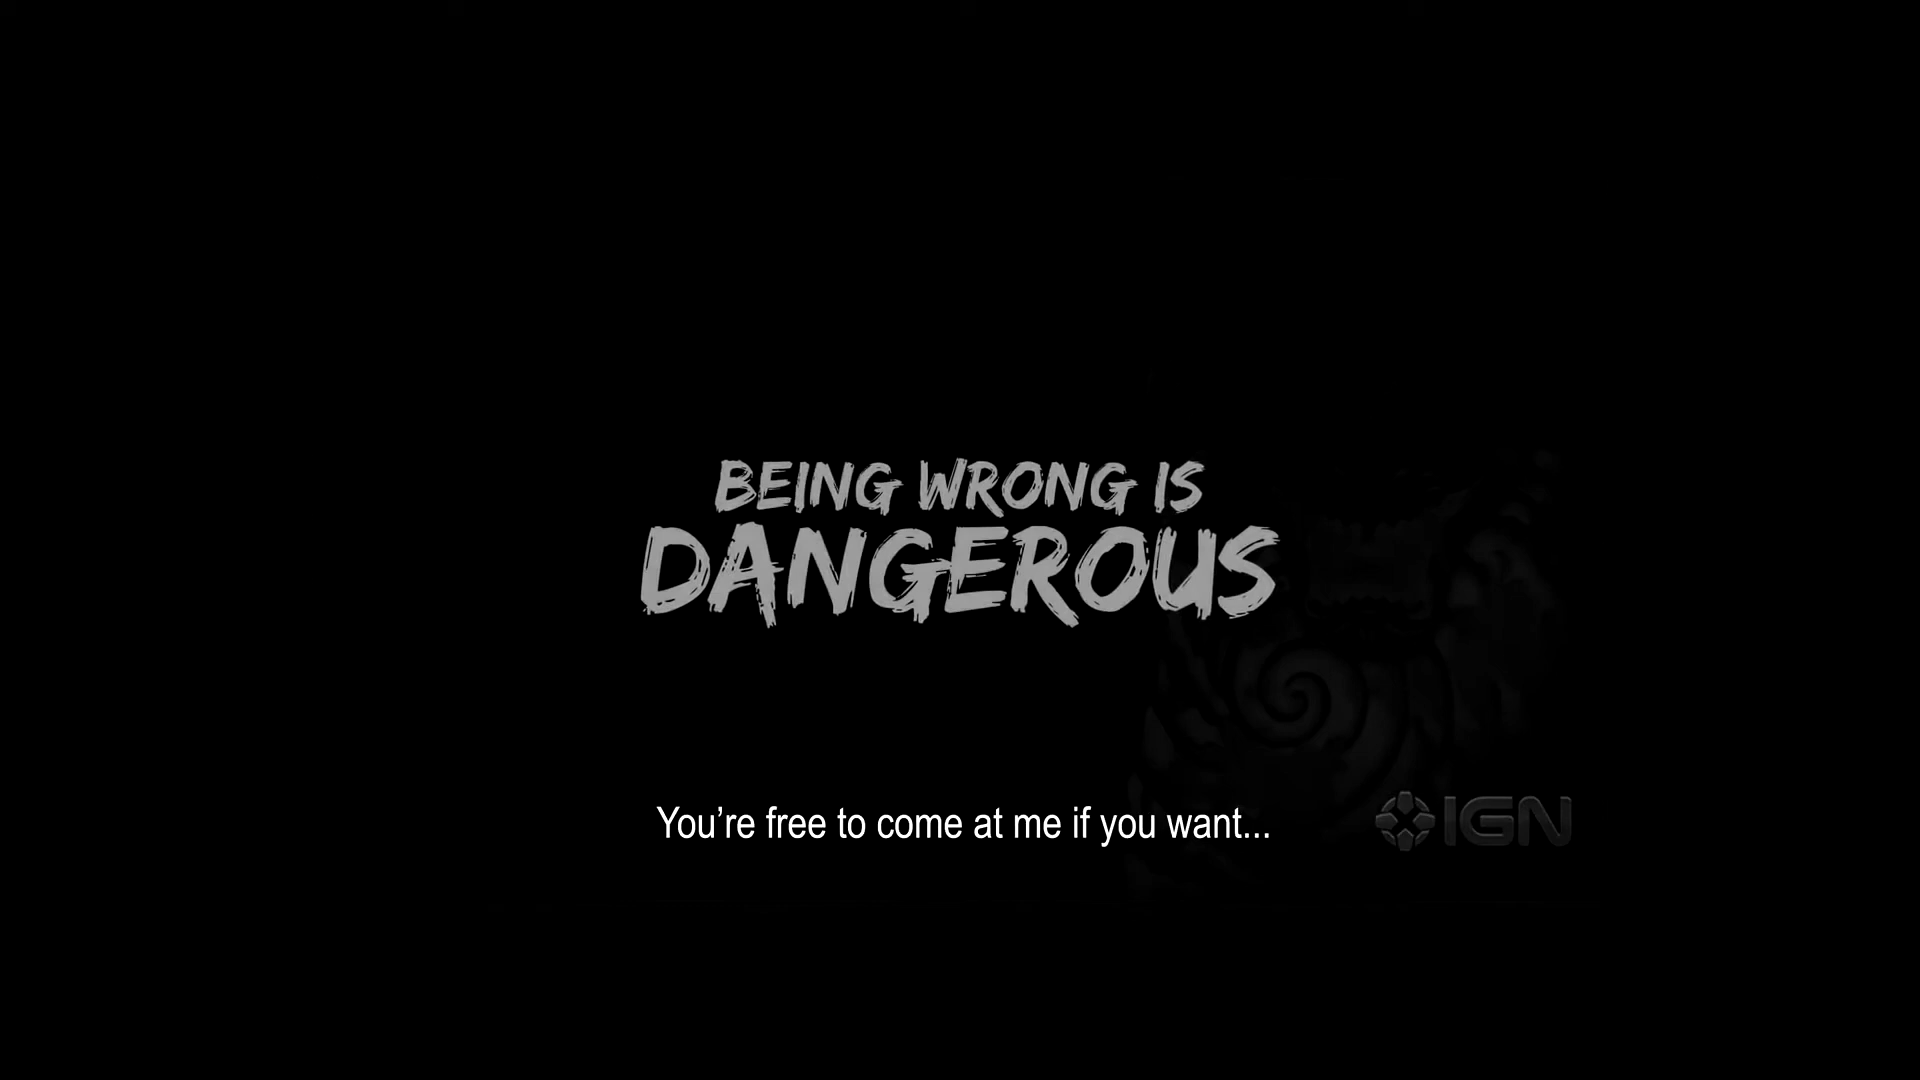 BEING WRONG IS
DANGEROUS
You’re free to come at me if you want...
IGN